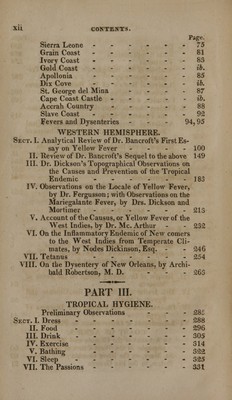 xii CONTENTS.
Page.
Sierra Leone - - - - - - 75
Grain Coast - - - - - - 81
Ivory Coast - - - - - - 85
Gold Coast - - - - - - ib.
Apollonia - - - - - - 85
Dix Cove - - - - - - ib.
St. George del Mina - - - - 87
Cape Coast Castle - - - - - ib.
Accrah Country - - - - - 88
Slave Coast - - - - - - 92
Fevers and Dysenteries - - - 94, 95
WESTERN HEMISPHERE.
SECT. I. Analytical Review of Dr. Bancroft's First Es-
say on Yellow Fever - - - 100
II. Review of Dr. Bancroft's Sequel to the above 149
III. Dr. Dickson's Topographical Observations on
the Causes and Prevention of the Tropical
Endemic - - - - - - 183
IV. Observations on the Locale of Yellow Fever,
by Dr. Fergusson; with Observations on the
Mariegalante Fever, by Drs. Dickson and
Mortimer - - - - - - 215
V. Account of the Causus, or Yellow Fever of the
West Indies, by Dr. Mc. Arthur - - 232
VI. On the Inflammatory Endemic of New comers
to the West Indies from Temperate Cli-
mates, by Nodes Dickinson, Esq. - - 246
VII. Tetanus - - - - - - - 254
VIII. On the Dysentery of New Orleans, by Archi-
bald Robertson, M. D. - - - 263
PART III.
TROPICAL HYGIENE.
Preliminary Observations - - 285
SECT. I. Dress - - - - - - - 288
II. Food - - - - - - - 296
III. Drink - - - - - - - 305
IV. Exercise - - - - - - 314
V. Bathing - - - - - - 322
VI. Sleep - - - - - - - 325
VII. The Passions - - - - - 331